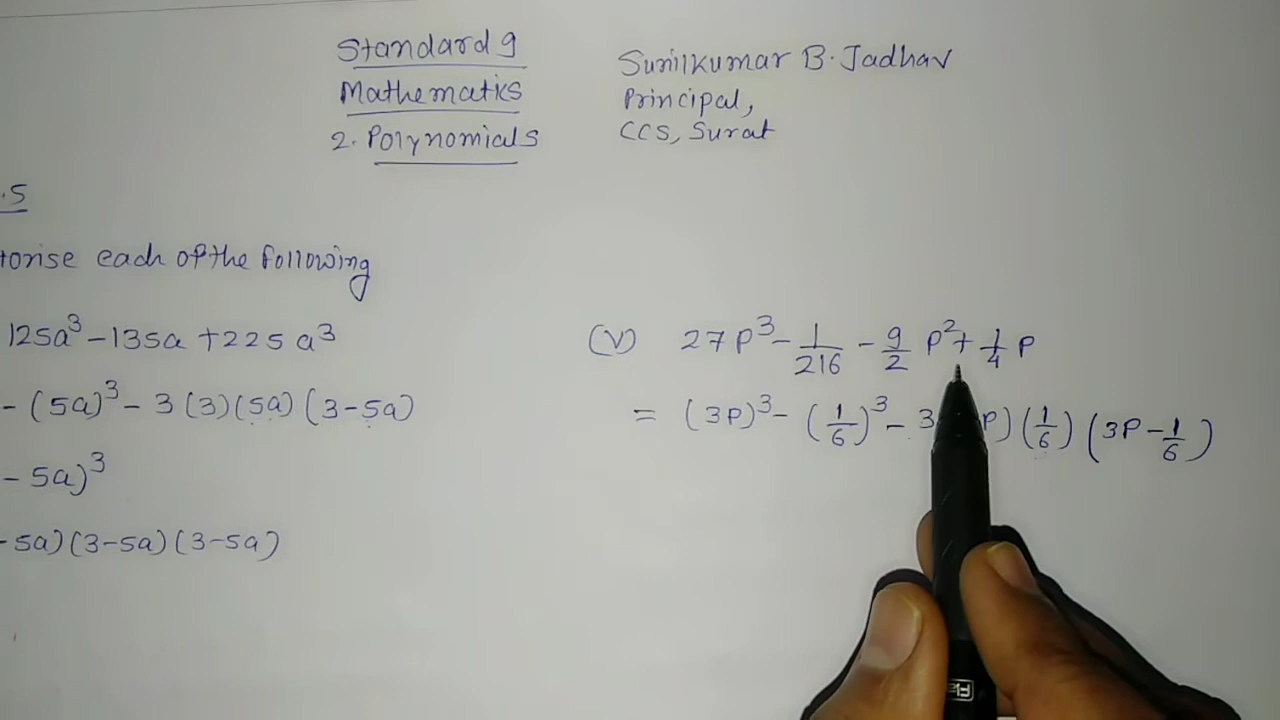 Standard 9
Mathematics
2. Polynomials
Sunilkumar B. Jadhav
Principal,
CCS, Surat
.5
torise each of the following
125a³ - 135a + 225a³
- (5a)³ - 3(3)(5a)(3-5a)
- 5a)³
- 5a)(3-5a)(3-5a)
(V) 27p³ - 1/216 - 9/2 p² + 1/4 p
= (3p)³ - (1/6)³ - 3 p)(1/6)(3p - 1/6)